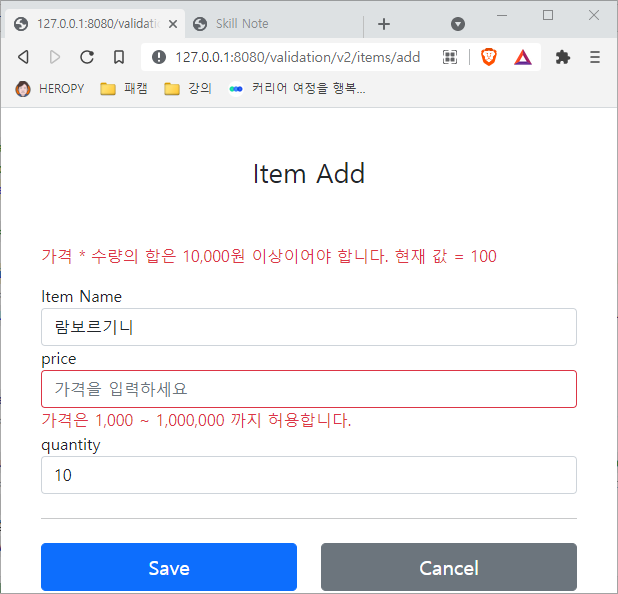 127.0.0.1:8080/validation
Skill Note
127.0.0.1:8080/validation/v2/items/add
HEROPY 패캠 강의 커리어 여정을 행복...
Item Add
가격 * 수량의 합은 10,000원 이상이어야 합니다. 현재 값 = 100
Item Name
람보르기니
price
가격을 입력하세요
가격은 1,000 ~ 1,000,000 까지 허용합니다.
quantity
10
Save
Cancel